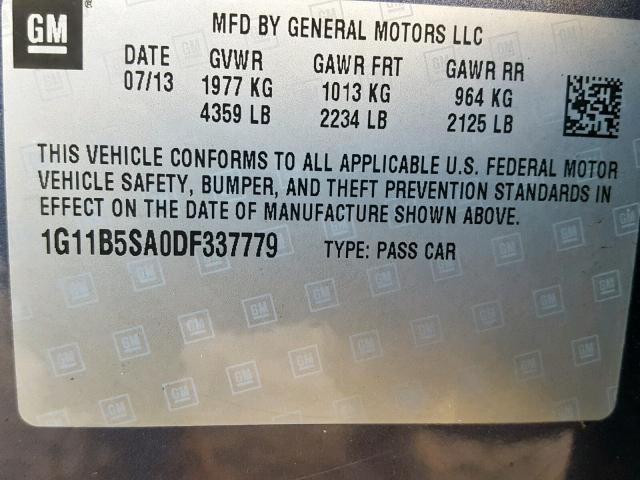 GM ®
MFD BY GENERAL MOTORS LLC
DATE GVWR GAWR FRT GAWR RR
07/13 1977 KG 1013 KG 964 KG
4359 LB 2234 LB 2125 LB
THIS VEHICLE CONFORMS TO ALL APPLICABLE U.S. FEDERAL MOTOR
VEHICLE SAFETY, BUMPER, AND THEFT PREVENTION STANDARDS IN
EFFECT ON THE DATE OF MANUFACTURE SHOWN ABOVE.
1G11B5SA0DF337779 TYPE: PASS CAR